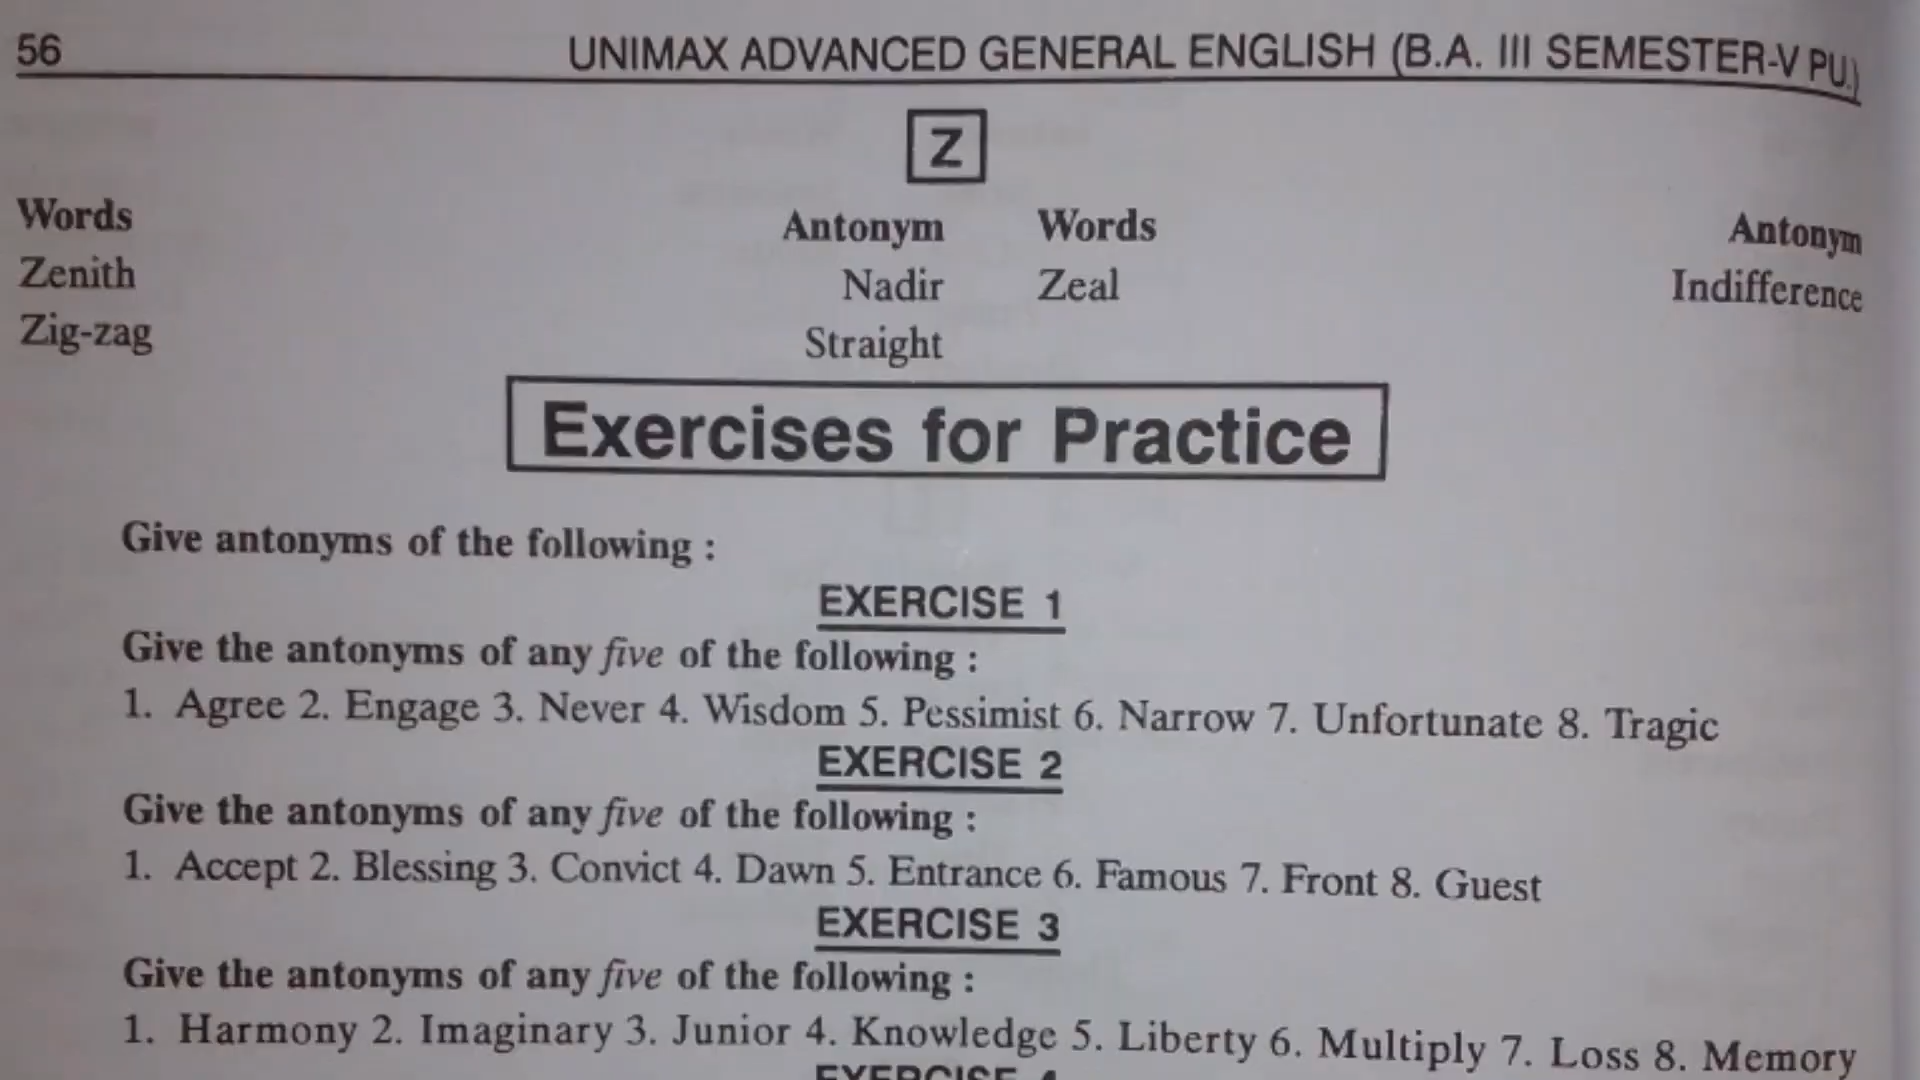 56 UNIMAX ADVANCED GENERAL ENGLISH (B.A. III SEMESTER-V PU.)
Z
Words Antonym Words Antonym
Zenith Nadir Zeal Indifference
Zig-zag Straight
Exercises for Practice
Give antonyms of the following :
EXERCISE 1
Give the antonyms of any five of the following :
1. Agree 2. Engage 3. Never 4. Wisdom 5. Pessimist 6. Narrow 7. Unfortunate 8. Tragic
EXERCISE 2
Give the antonyms of any five of the following :
1. Accept 2. Blessing 3. Convict 4. Dawn 5. Entrance 6. Famous 7. Front 8. Guest
EXERCISE 3
Give the antonyms of any five of the following :
1. Harmony 2. Imaginary 3. Junior 4. Knowledge 5. Liberty 6. Multiply 7. Loss 8. Memory
EXERCISE 4